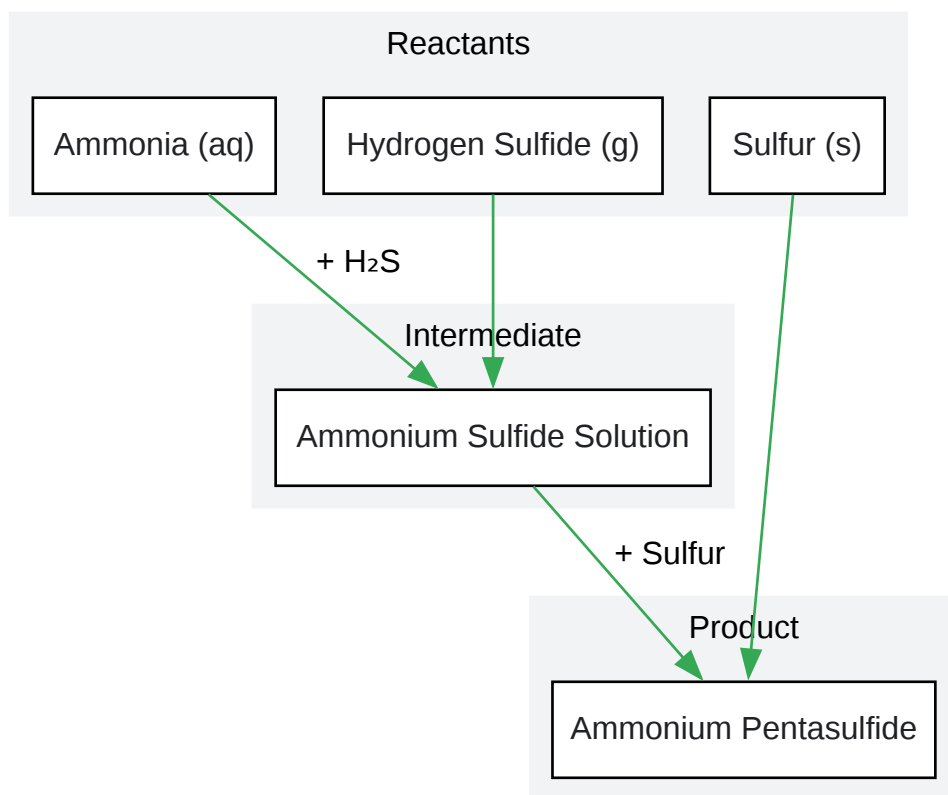 Reactants
Ammonia (aq)
Hydrogen Sulfide (g)
Sulfur (s)
+ H₂S
Intermediate
Ammonium Sulfide Solution
+ Sulfur
Product
Ammonium Pentasulfide